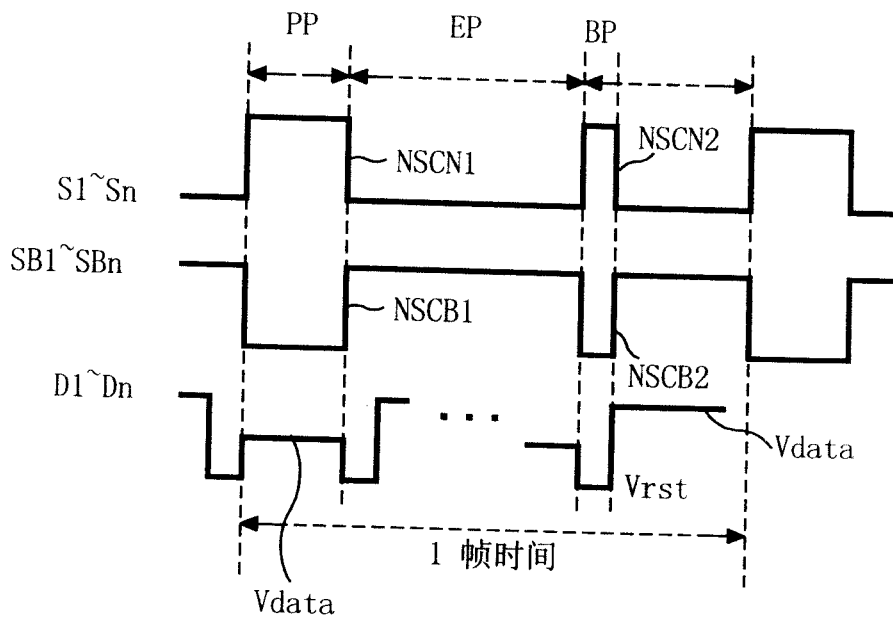 PP EP BP
NSCN1 NSCN2
S1~Sn
SB1~SBn
NSCB1
NSCB2
D1~Dn
...
Vdata
Vrst
1 帧时间
Vdata